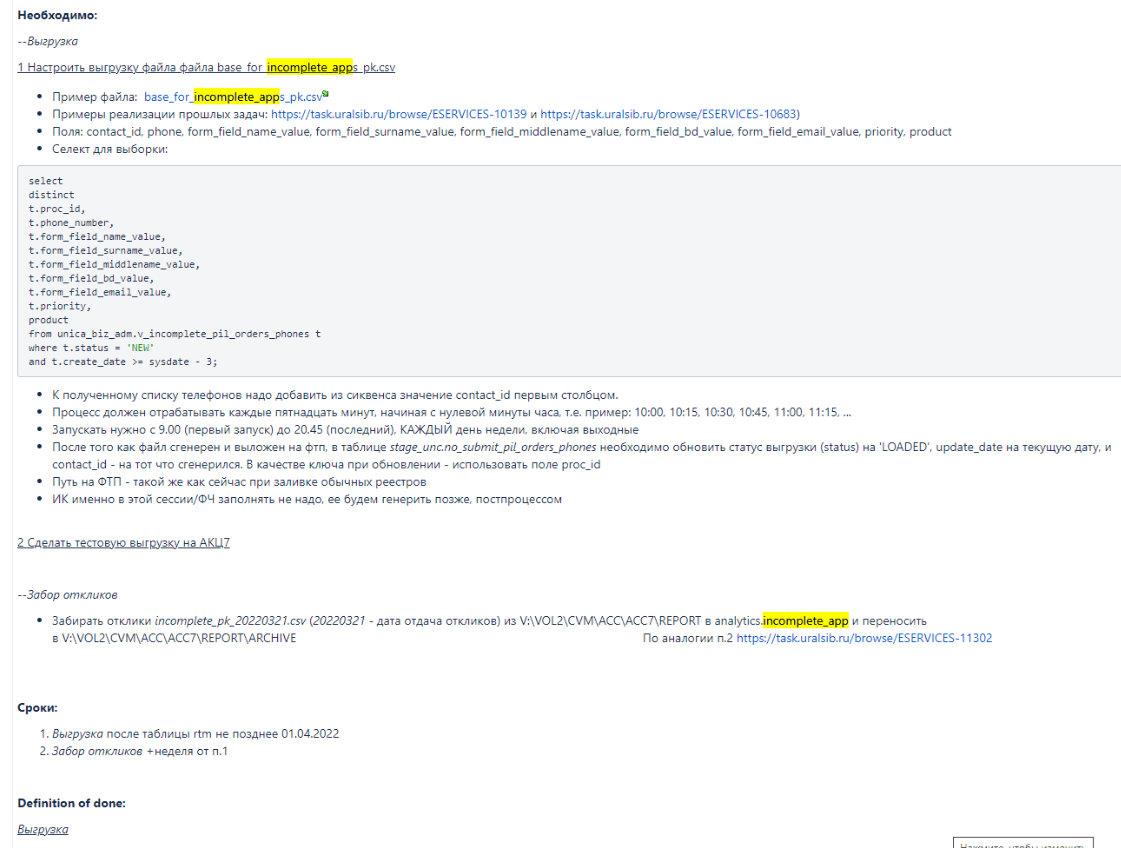 Необходимо:
--Выгрузка
1 Настроить выгрузку файла файла base_for_incomplete_apps_pk.csv
• Пример файла: base_for_incomplete_apps_pk.csv
• Примеры реализации прошлых задач: https://task.uralsib.ru/browse/ESERVICES-10139 и https://task.uralsib.ru/browse/ESERVICES-10683)
• Поля: contact_id, phone, form_field_name_value, form_field_surname_value, form_field_middlename_value, form_field_bd_value, form_field_email_value, priority, product
• Селект для выборки:
select
distinct
t.proc_id,
t.phone_number,
t.form_field_name_value,
t.form_field_surname_value,
t.form_field_middlename_value,
t.form_field_bd_value,
t.form_field_email_value,
t.priority,
product
from unica_biz_adm.v_incomplete_pil_orders_phones t
where t.status = 'NEW'
and t.create_date >= sysdate - 3;
• К полученному списку телефонов надо добавить из сиквенса значение contact_id первым столбцом.
• Процесс должен отрабатывать каждые пятнадцать минут, начиная с нулевой минуты часа, т.е. пример: 10:00, 10:15, 10:30, 10:45, 11:00, 11:15, ...
• Запускать нужно с 9.00 (первый запуск) до 20.45 (последний), КАЖДЫЙ день недели, включая выходные
• После того как файл сгенерен и выложен на фтп, в таблице stage_unc.no_submit_pil_orders_phones необходимо обновить статус выгрузки (status) на 'LOADED', update_date на текущую дату, и
contact_id - на тот что сгенерился. В качестве ключа при обновлении - использовать поле proc_id
• Путь на ФТП - такой же как сейчас при заливке обычных реестров
• ИК именно в этой сессии/ФЧ заполнять не надо, ее будем генерить позже, постпроцессом
2 Сделать тестовую выгрузку на АКЦ7
--Забор откликов
• Забирать отклики incomplete_pk_20220321.csv (20220321 - дата отдача откликов) из V:\VOL2\CVM\ACC\ACC7\REPORT в analytics.incomplete_app и переносить
в V:\VOL2\CVM\ACC\ACC7\REPORT\ARCHIVE По аналогии п.2 https://task.uralsib.ru/browse/ESERVICES-11302
Сроки:
1. Выгрузка после таблицы rtm не позднее 01.04.2022
2. Забор откликов +неделя от п.1
Definition of done:
Выгрузка